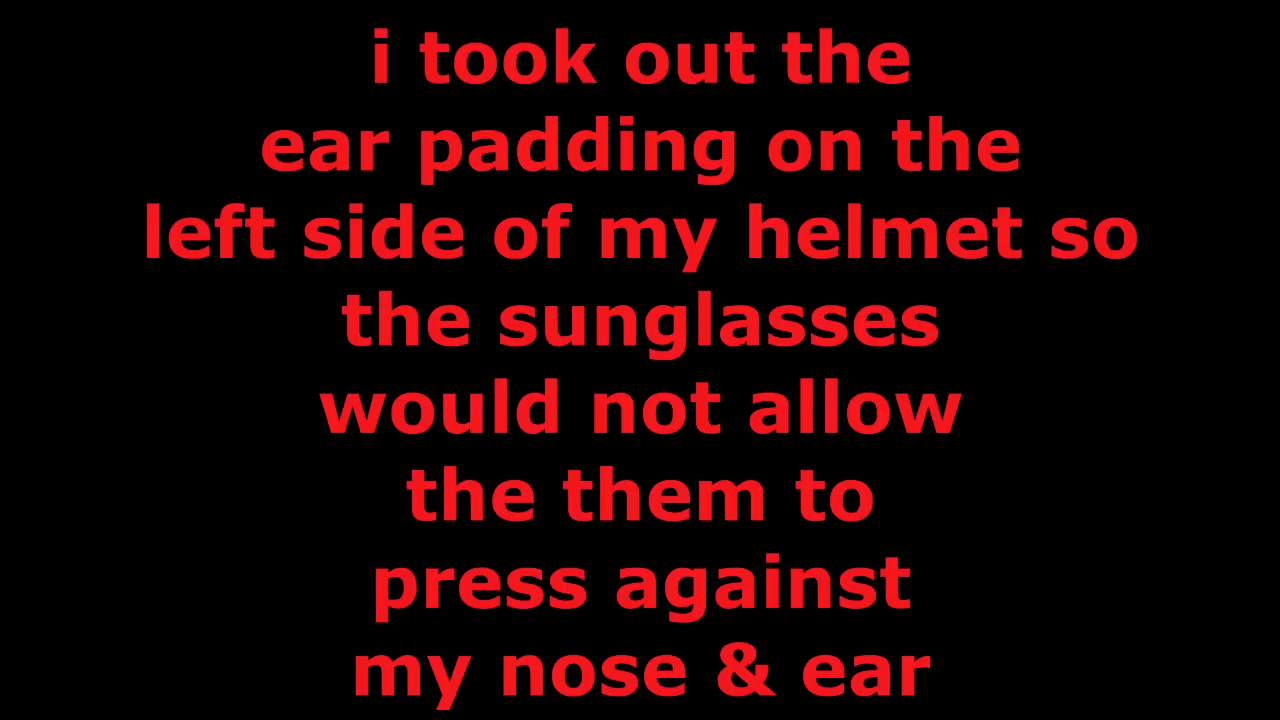 i took out the
ear padding on the
left side of my helmet so
the sunglasses
would not allow
the them to
press against
my nose & ear